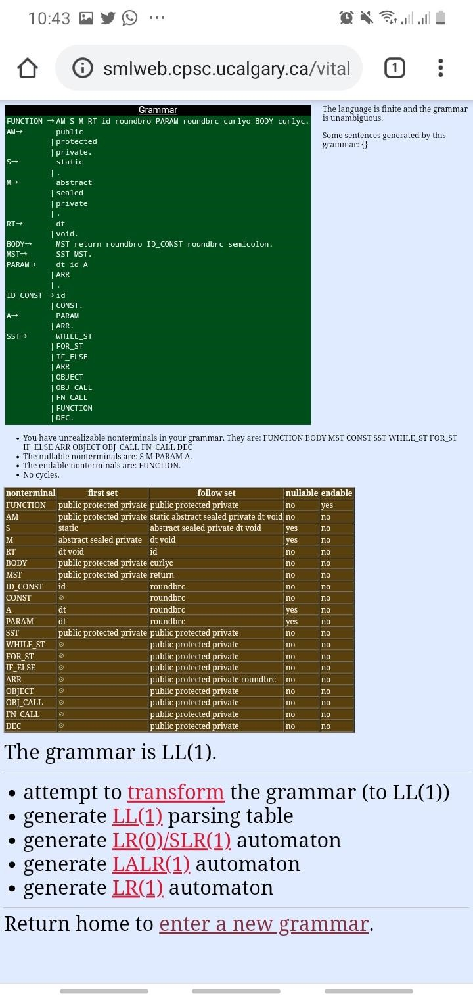 10:43
smlweb.cpsc.ucalgary.ca/vital
1
Grammar
FUNCTION → AM S M RT id roundbro PARAM roundbrc curlyo BODY curlyc.
AM→ public
| protected
| private.
S→ static
| .
M→ abstract
| sealed
| private
| .
RT→ dt
| void.
BODY→ MST return roundbro ID_CONST roundbrc semicolon.
MST→ SST MST.
PARAM→ dt id A
| ARR
| .
ID_CONST → id
| CONST.
A→ PARAM
| ARR.
SST→ WHILE_ST
| FOR_ST
| IF_ELSE
| ARR
| OBJECT
| OBJ_CALL
| FN_CALL
| FUNCTION
| DEC.
The language is finite and the grammar
is unambiguous.
Some sentences generated by this
grammar: {}
• You have unrealizable nonterminals in your grammar. They are: FUNCTION BODY MST CONST SST WHILE_ST FOR_ST
IF_ELSE ARR OBJECT OBJ_CALL FN_CALL DEC
• The nullable nonterminals are: S M PARAM A.
• The endable nonterminals are: FUNCTION.
• No cycles.
nonterminal first set follow set nullable endable
FUNCTION public protected private public protected private no yes
AM public protected private static abstract sealed private dt void no no
S static abstract sealed private dt void yes no
M abstract sealed private dt void yes no
RT dt void id no no
BODY public protected private curlyc no no
MST public protected private return no no
ID_CONST id roundbrc no no
CONST ∅ roundbrc no no
A dt roundbrc yes no
PARAM dt roundbrc yes no
SST public protected private public protected private no no
WHILE_ST ∅ public protected private no no
FOR_ST ∅ public protected private no no
IF_ELSE ∅ public protected private no no
ARR ∅ public protected private roundbrc no no
OBJECT ∅ public protected private no no
OBJ_CALL ∅ public protected private no no
FN_CALL ∅ public protected private no no
DEC ∅ public protected private no no
The grammar is LL(1).
• attempt to transform the grammar (to LL(1))
• generate LL(1) parsing table
• generate LR(0)/SLR(1) automaton
• generate LALR(1) automaton
• generate LR(1) automaton
Return home to enter a new grammar.